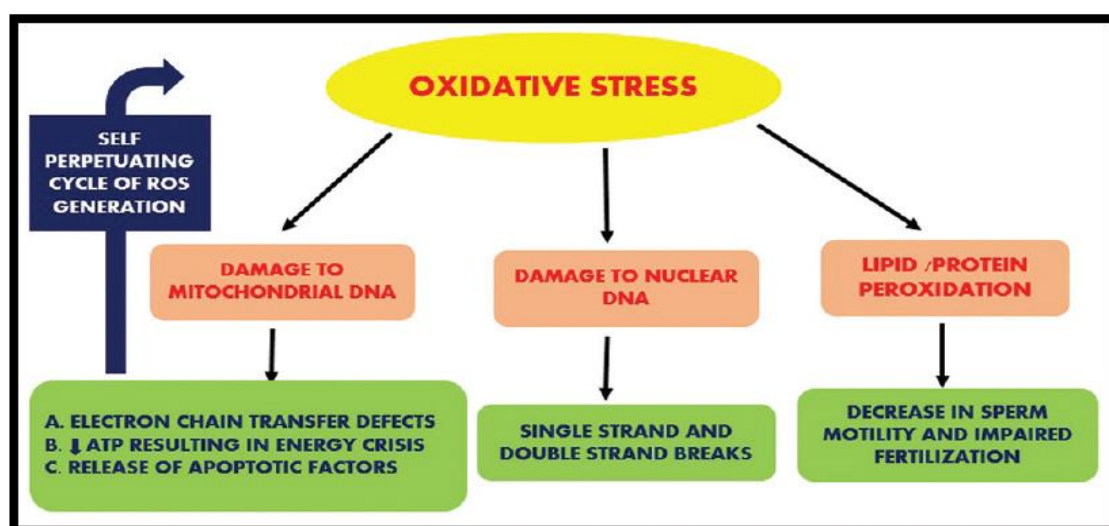 OXIDATIVE STRESS
SELF
PERPETUATING
CYCLE OF ROS
GENERATION
DAMAGE TO
MITOCHONDRIAL DNA
DAMAGE TO NUCLEAR
DNA
LIPID /PROTEIN
PEROXIDATION
A. ELECTRON CHAIN TRANSFER DEFECTS
B. ⬇ ATP RESULTING IN ENERGY CRISIS
C. RELEASE OF APOPTOTIC FACTORS
SINGLE STRAND AND
DOUBLE STRAND BREAKS
DECREASE IN SPERM
MOTILITY AND IMPAIRED
FERTILIZATION